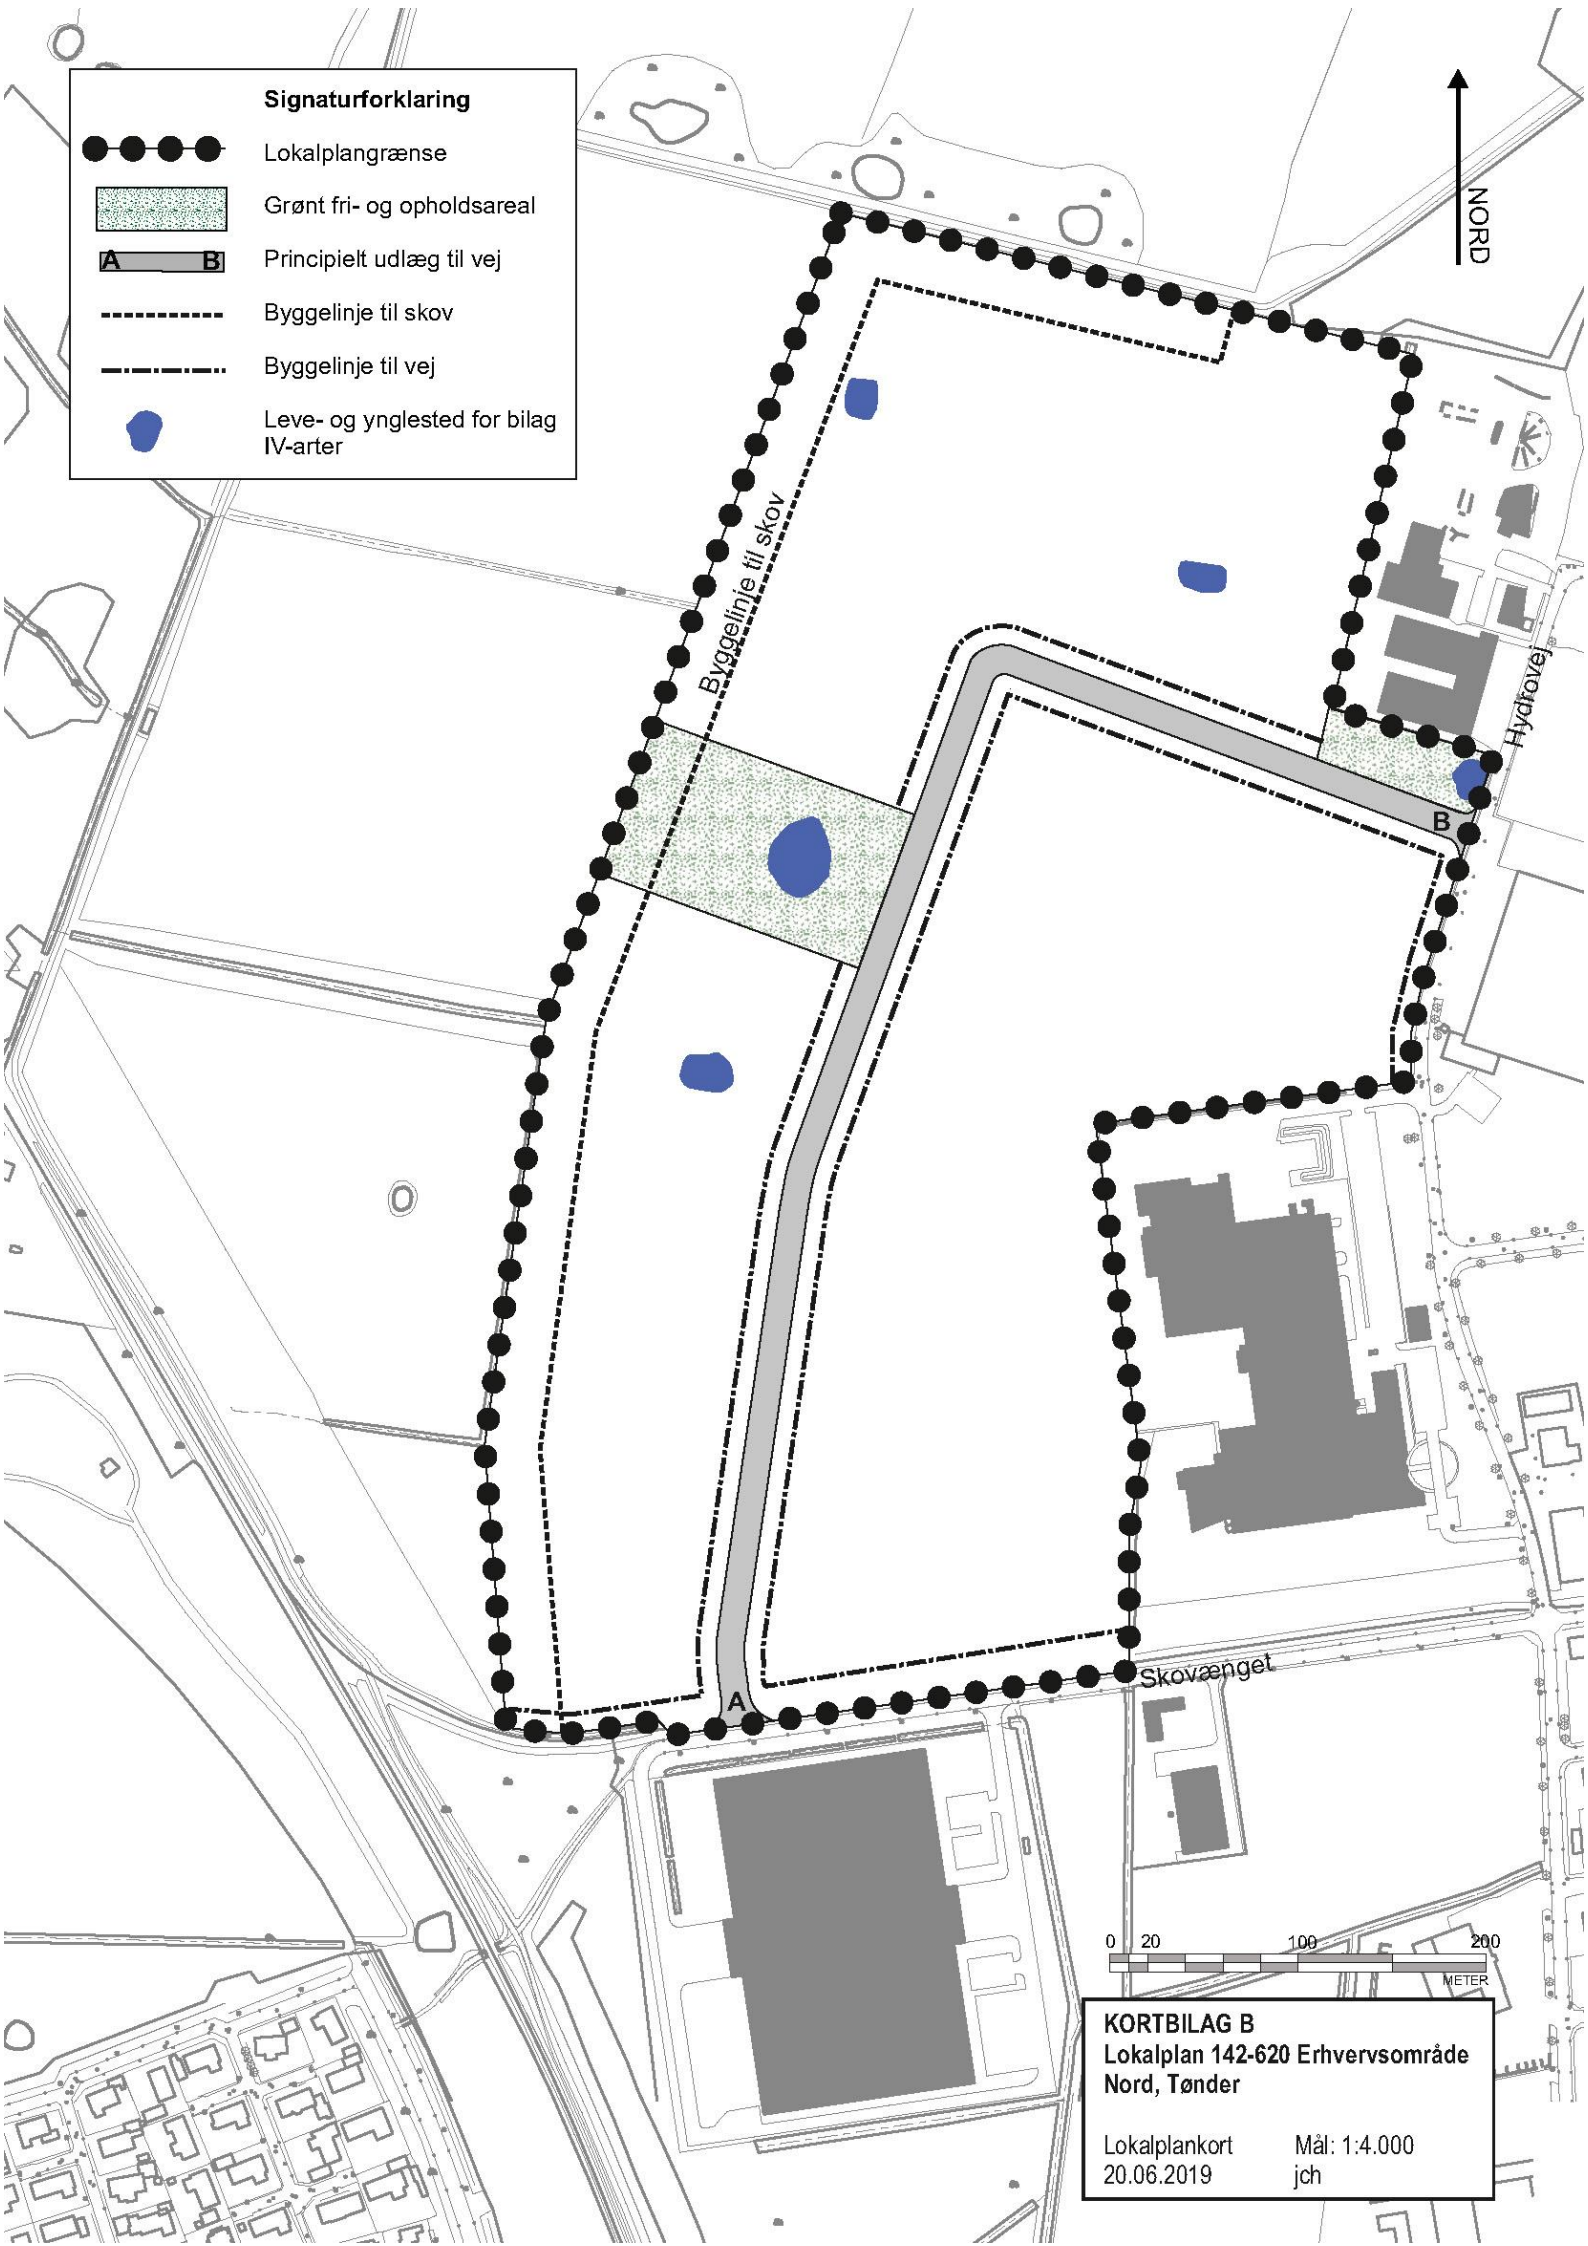 Signaturforklaring
Lokalplangrænse
Grønt fri- og opholdsareal
A B Principielt udlæg til vej
Byggelinje til skov
Byggelinje til vej
Leve- og ynglested for bilag
IV-arter
NORD
Byggelinje til skov
Hydrovej
B
A
Skovænget
0 20 100 200
METER
KORTBILAG B
Lokalplan 142-620 Erhvervsområde
Nord, Tønder
Lokalplankort Mål: 1:4.000
20.06.2019 jch